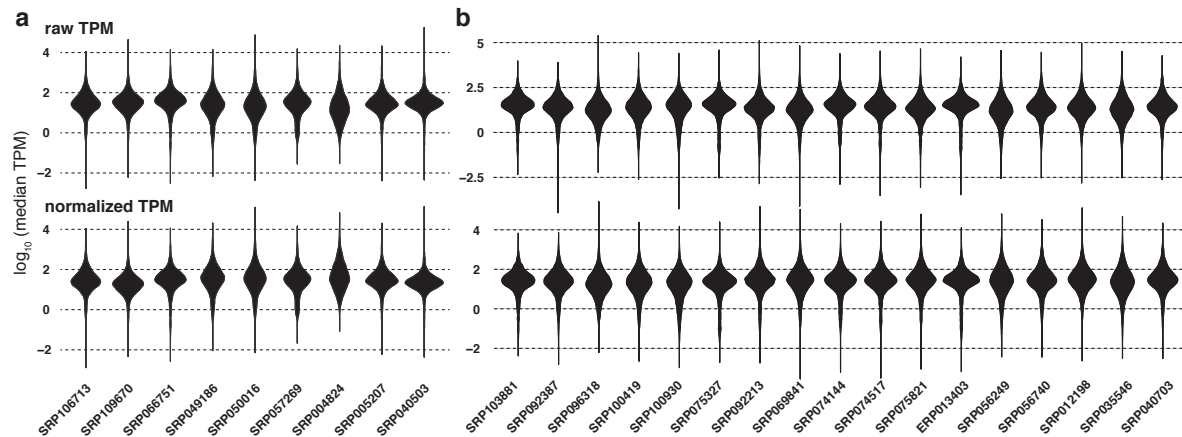 a
raw TPM
4
2
0
−2
normalized TPM
4
2
0
−2
log10 (median TPM)
SRP106713
SRP109670
SRP066751
SRP049186
SRP050016
SRP057269
SRP004824
SRP005207
SRP040503
b
5
2.5
0
−2.5
4
2
0
−2
SRP103881
SRP092387
SRP096318
SRP100419
SRP100930
SRP075327
SRP092213
SRP069841
SRP074144
SRP074517
SRP075821
ERP013403
SRP056249
SRP056740
SRP012198
SRP035546
SRP040703